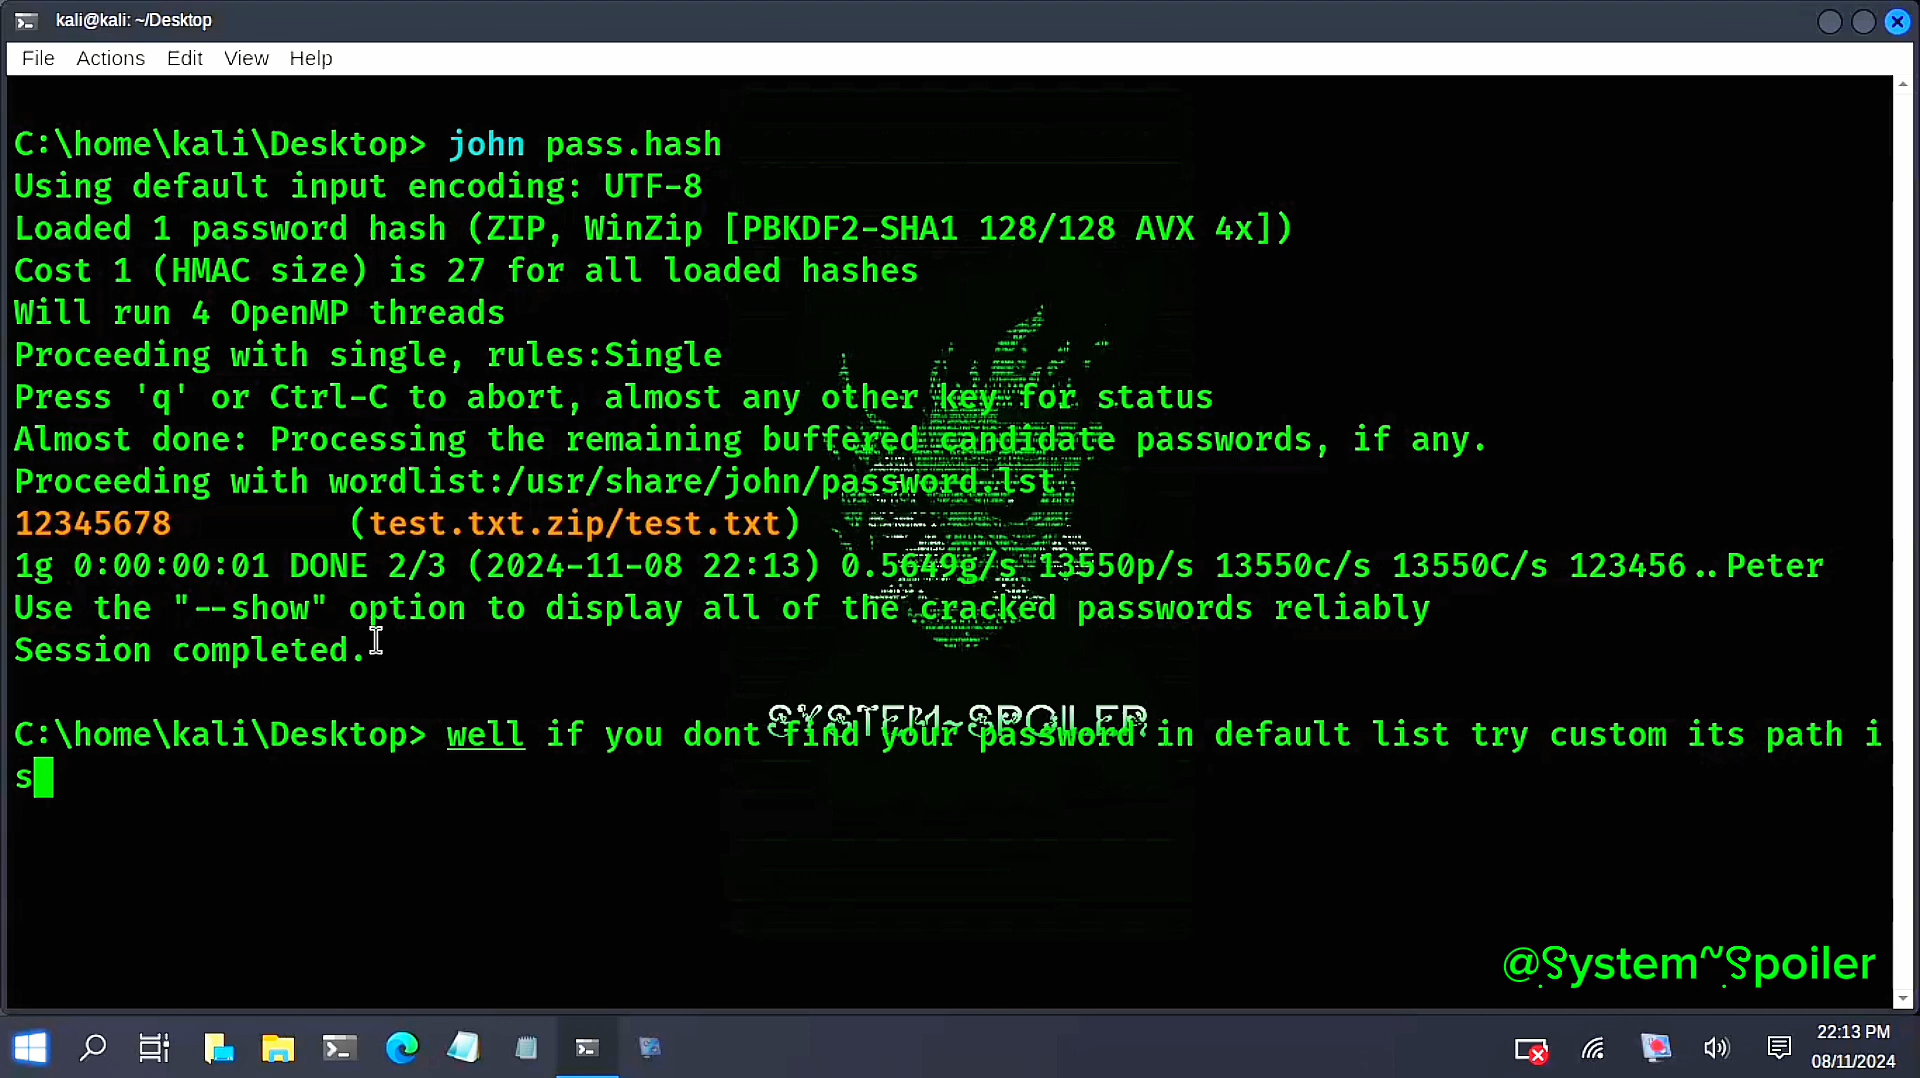 kali@kali: ~/Desktop
File Actions Edit View Help
C:\home\kali\Desktop> john pass.hash
Using default input encoding: UTF-8
Loaded 1 password hash (ZIP, WinZip [PBKDF2-SHA1 128/128 AVX 4x])
Cost 1 (HMAC size) is 27 for all loaded hashes
Will run 4 OpenMP threads
Proceeding with single, rules:Single
Press 'q' or Ctrl-C to abort, almost any other key for status
Almost done: Processing the remaining buffered candidate passwords, if any.
Proceeding with wordlist:/usr/share/john/password.lst
12345678 (test.txt.zip/test.txt)
1g 0:00:00:01 DONE 2/3 (2024-11-08 22:13) 0.5649g/s 13550p/s 13550c/s 13550C/s 123456..Peter
Use the "--show" option to display all of the cracked passwords reliably
Session completed.
SYSTEM~SPOILER
C:\home\kali\Desktop> well if you dont find your password in default list try custom its path i
s
@System~Spoiler
22:13 PM
08/11/2024